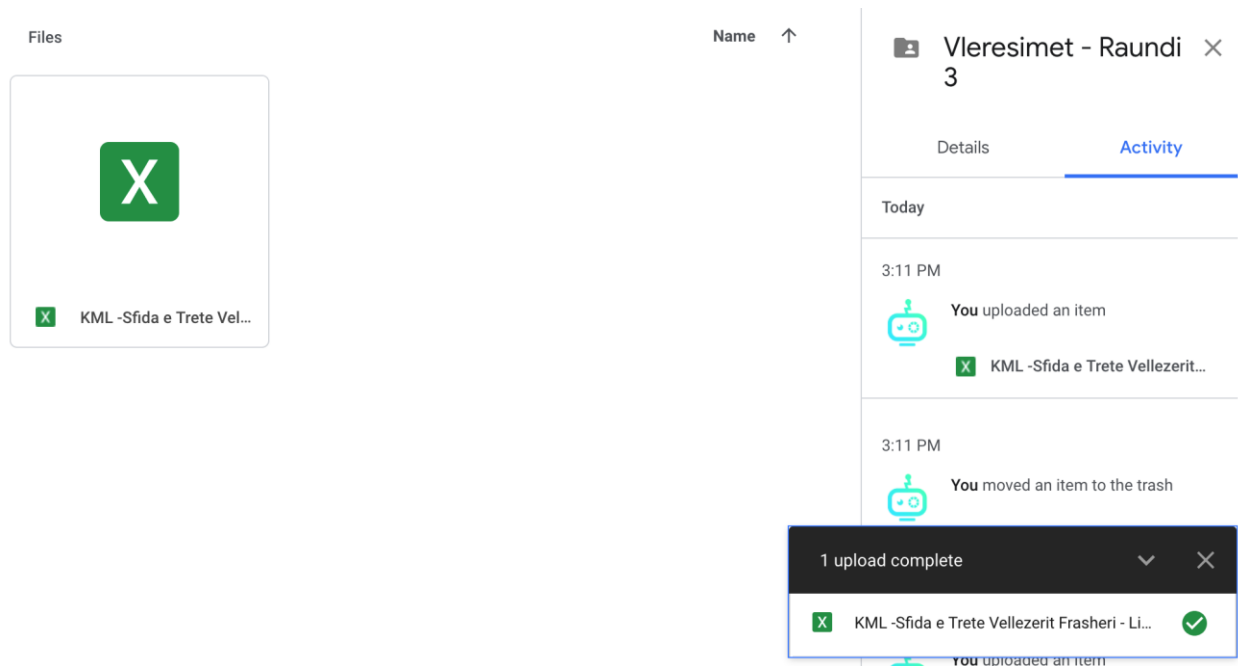 Files
Name
X
X KML -Sfida e Trete Vel...
Vleresimet - Raundi
3
Details
Activity
Today
3:11 PM
You uploaded an item
X KML -Sfida e Trete Vellezerit...
3:11 PM
You moved an item to the trash
1 upload complete
X KML -Sfida e Trete Vellezerit Frasheri - Li...
You uploaded an item